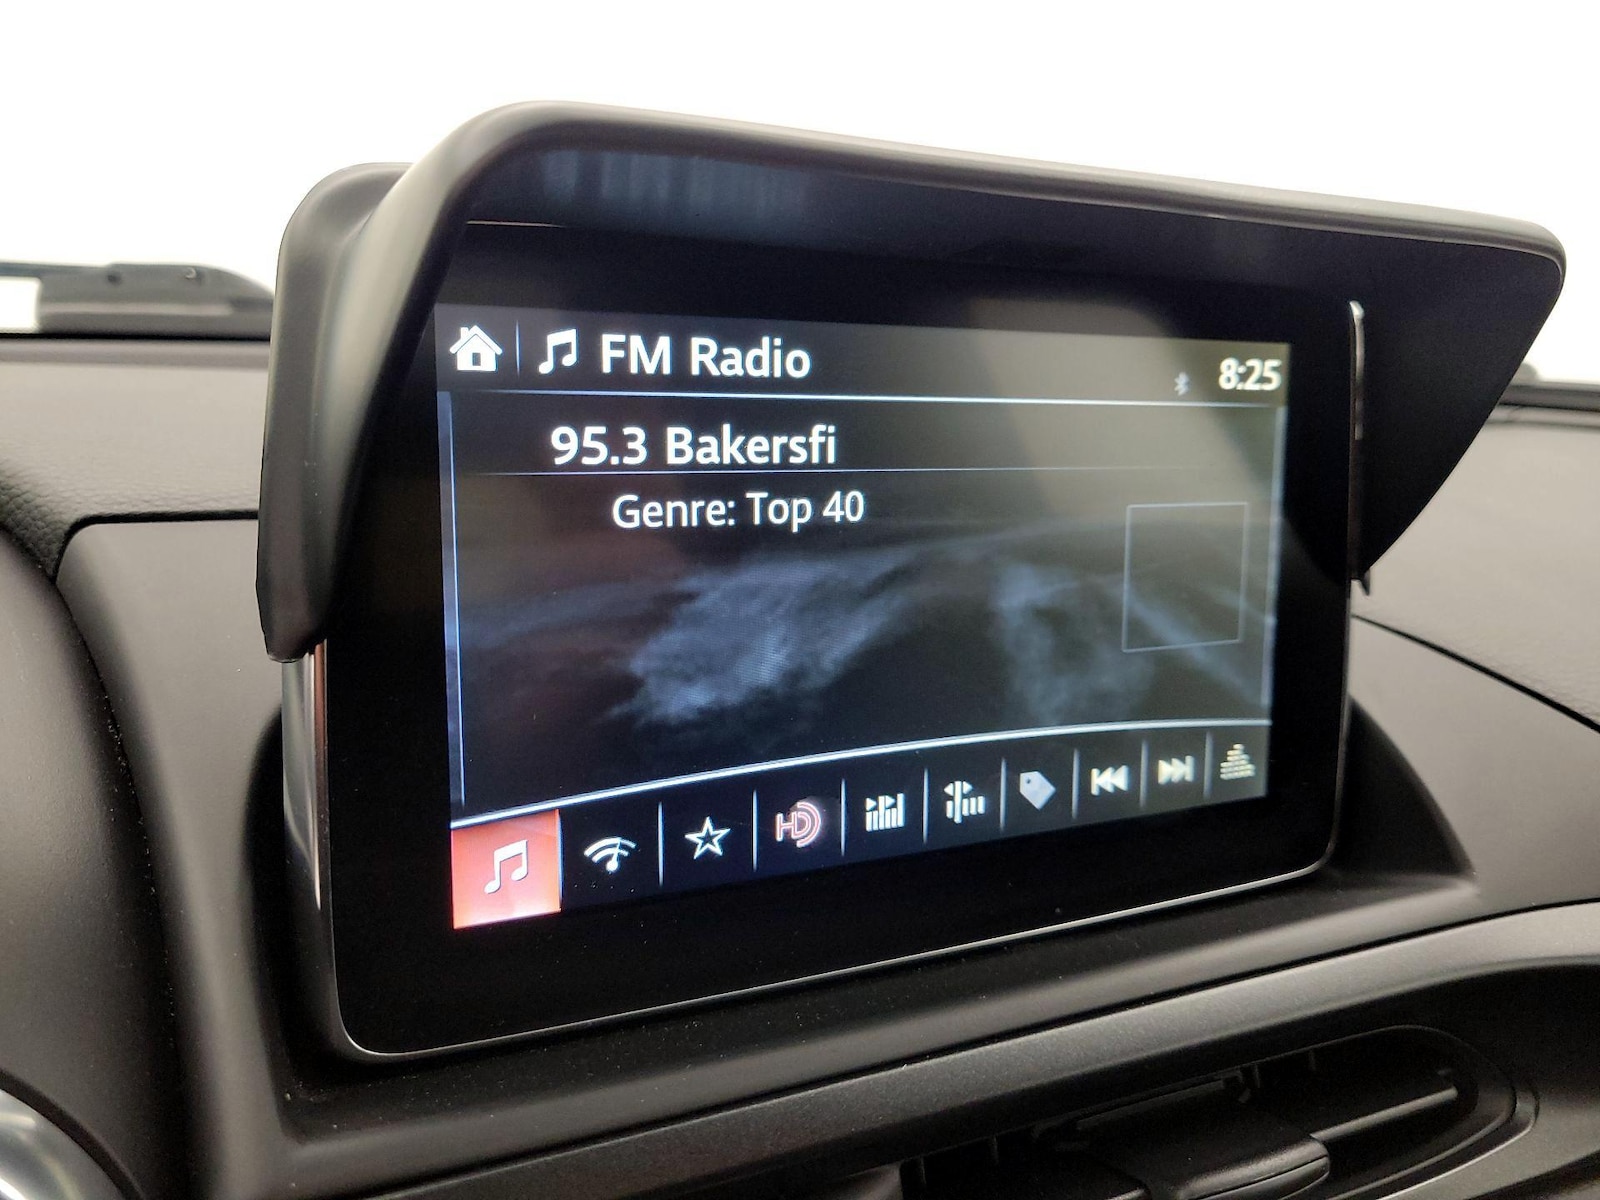 FM Radio
8:25
95.3 Bakersfi
Genre: Top 40
HD